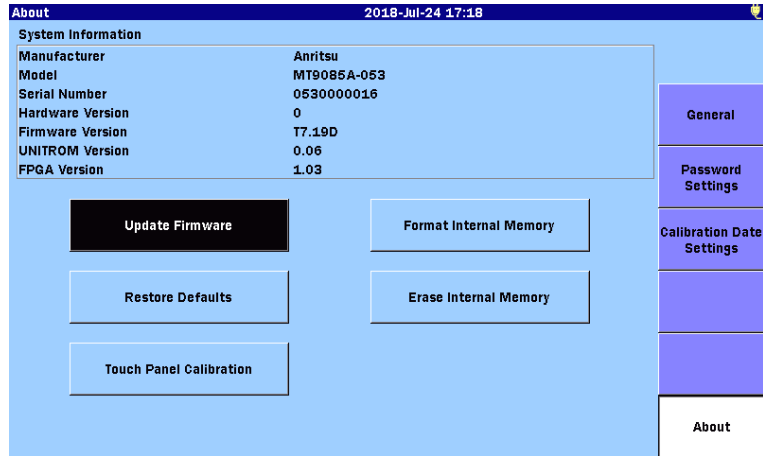 About 2018-Jul-24 17:18
System Information
Manufacturer Anritsu
Model MT9085A-053
Serial Number 0530000016
Hardware Version 0
Firmware Version T7.19D
UNITROM Version 0.06
FPGA Version 1.03
Update Firmware
Format Internal Memory
Restore Defaults
Erase Internal Memory
Touch Panel Calibration
General
Password
Settings
Calibration Date
Settings
About